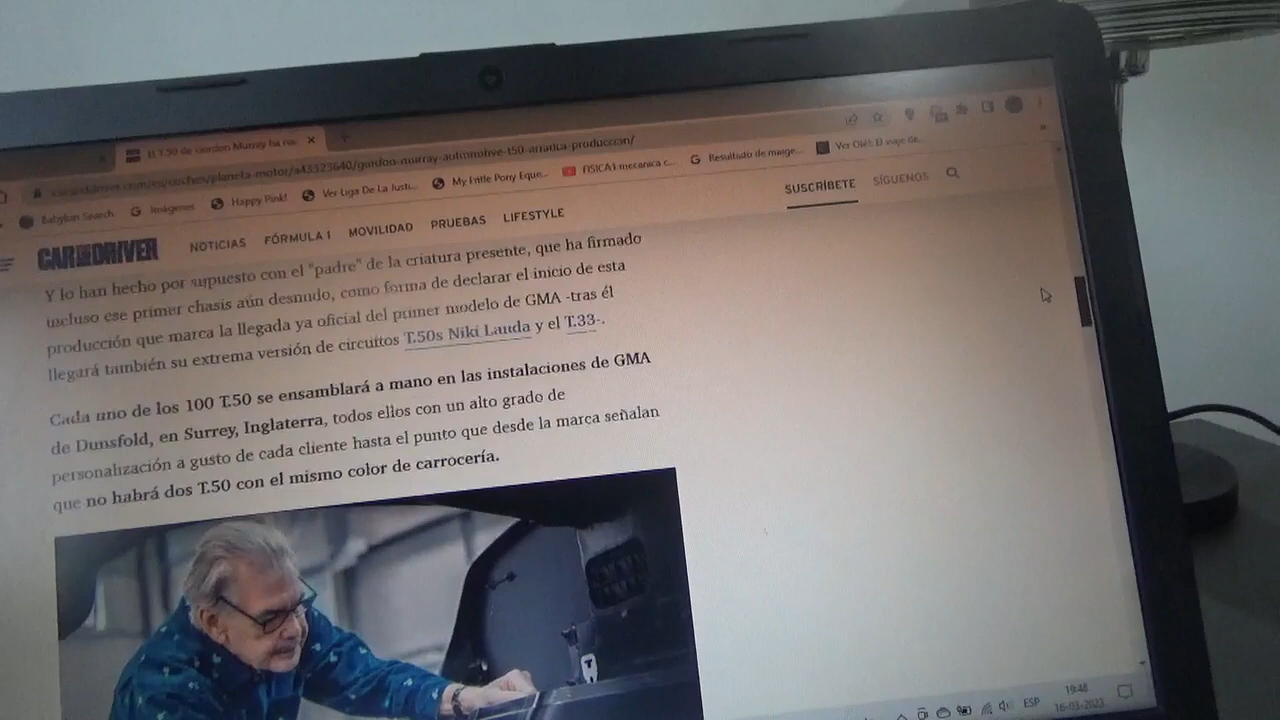 El T.50 de Gordon Murray ha
caranddriver.com/es/coches/planeta-motor/a43323640/gordon-murray-automotive-t50-arranca-produccion/
Babylon Search
Imágenes
Happy Pink!
Ver Liga De La Justi...
My Little Pony Eque...
FISICA I mecanica c...
Resultado de image...
Ver Olé!: El viaje de...
CAR AND DRIVER
NOTICIAS
FÓRMULA 1
MOVILIDAD
PRUEBAS
LIFESTYLE
SUSCRÍBETE
SÍGUENOS
Y lo han hecho por supuesto con el "padre" de la criatura presente, que ha firmado
incluso ese primer chasis aún desnudo, como forma de declarar el inicio de esta
producción que marca la llegada ya oficial del primer modelo de GMA -tras él
llegará también su extrema versión de circuitos T.50s Niki Lauda y el T.33-.
Cada uno de los 100 T.50 se ensamblará a mano en las instalaciones de GMA
de Dunsfold, en Surrey, Inglaterra, todos ellos con un alto grado de
personalización a gusto de cada cliente hasta el punto que desde la marca señalan
que no habrá dos T.50 con el mismo color de carrocería.
ESP
19:48
16-03-2023